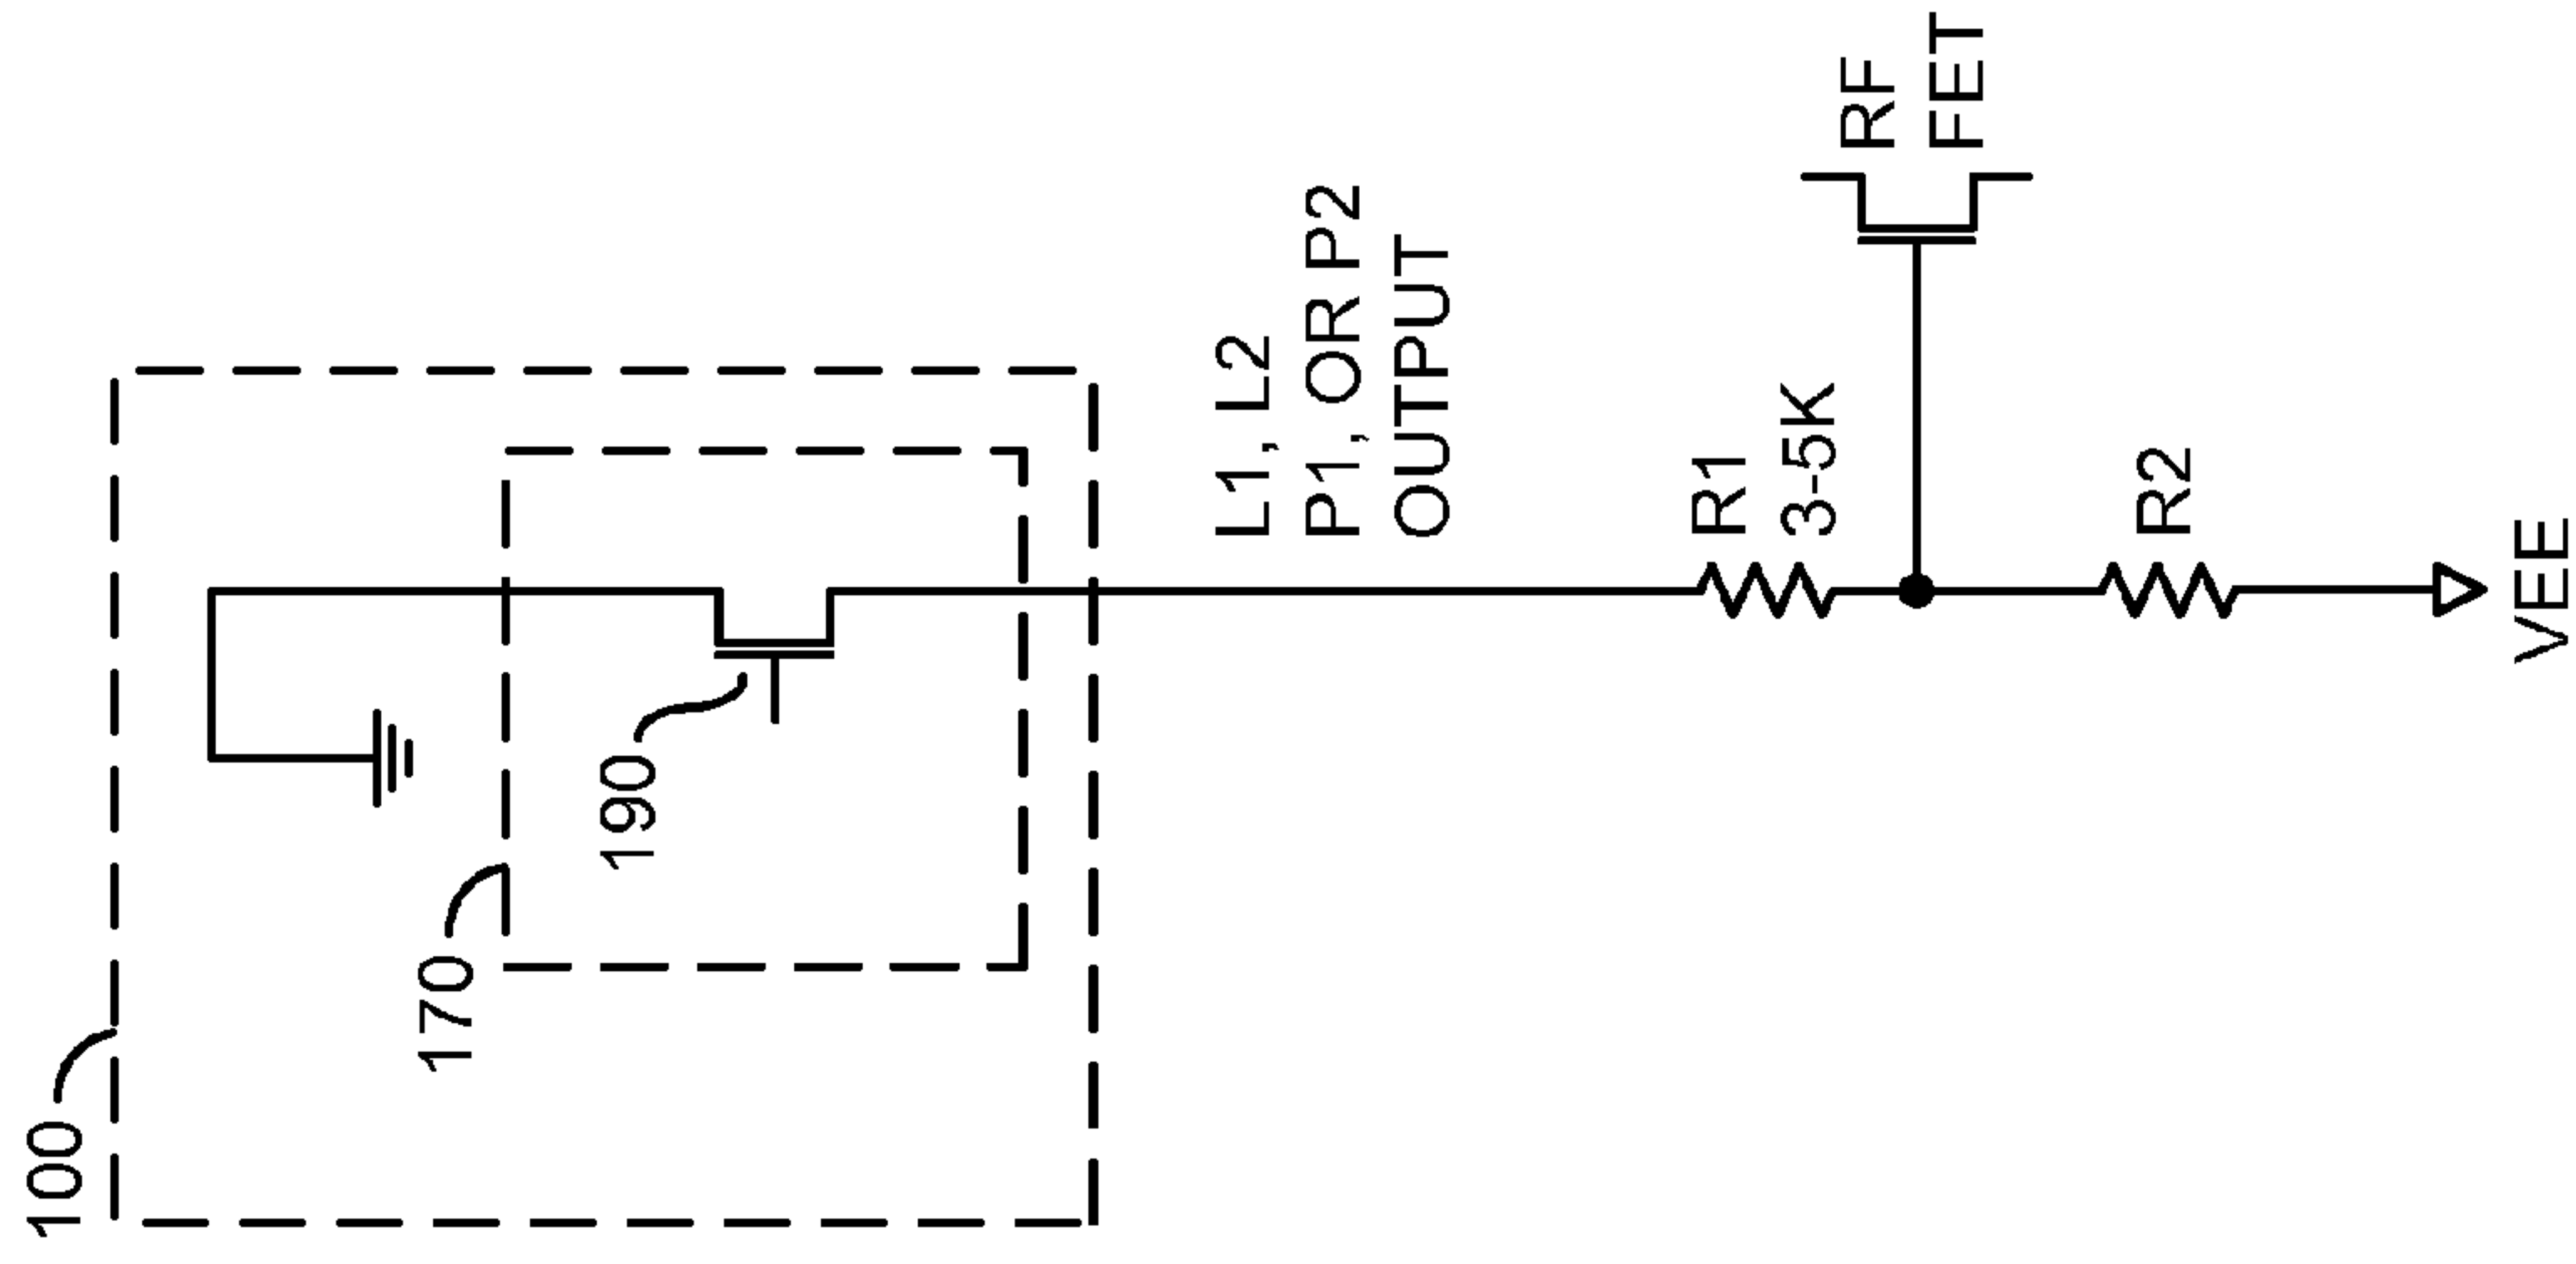 100
170
190
L1, L2
P1, OR P2
OUTPUT
R1
3-5K
RF
FET
R2
VEE